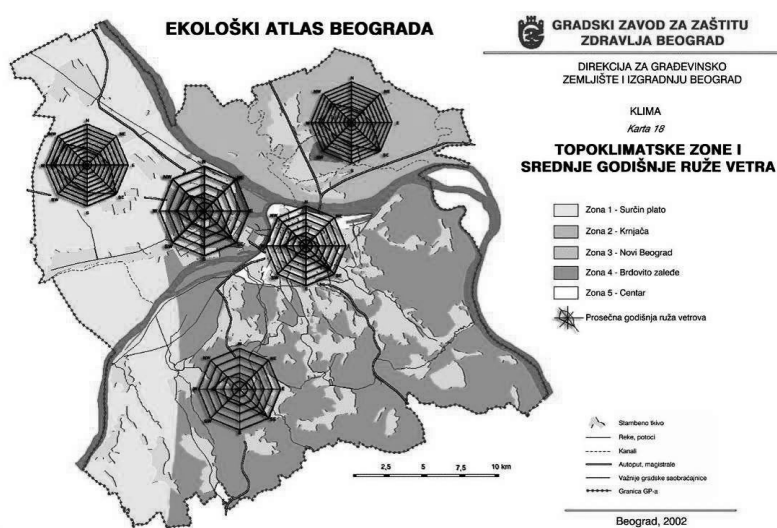 EKOLOŠKI ATLAS BEOGRADA
GRADSKI ZAVOD ZA ZAŠTITU
ZDRAVLJA BEOGRAD
DIREKCIJA ZA GRAĐEVINSKO
ZEMLJIŠTE I IZGRADNJU BEOGRAD
KLIMA
Karta 18
TOPOKLIMATSKE ZONE I
SREDNJE GODIŠNJE RUŽE VETRA
Zona 1 - Surčin plato
Zona 2 - Krnjača
Zona 3 - Novi Beograd
Zona 4 - Brdovito zaleđe
Zona 5 - Centar
Prosečna godišnja ruža vetrova
Stambeno tkivo
Reke, potoci
Kanali
Autoput, magistrale
Važnije gradske saobraćajnice
Granica GP-a
2,5 5 7,5 10 km
Beograd, 2002